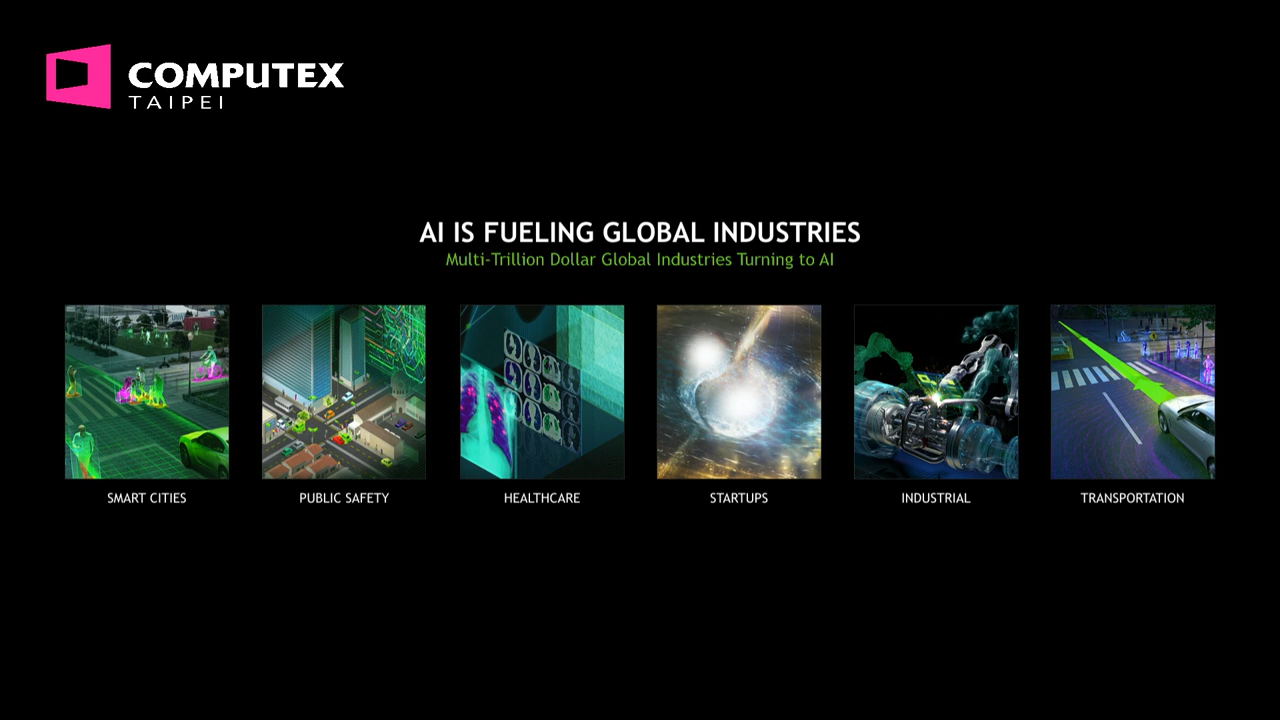 COMPUTEX
TAIPEI
AI IS FUELING GLOBAL INDUSTRIES
Multi-Trillion Dollar Global Industries Turning to AI
SMART CITIES
PUBLIC SAFETY
HEALTHCARE
STARTUPS
INDUSTRIAL
TRANSPORTATION